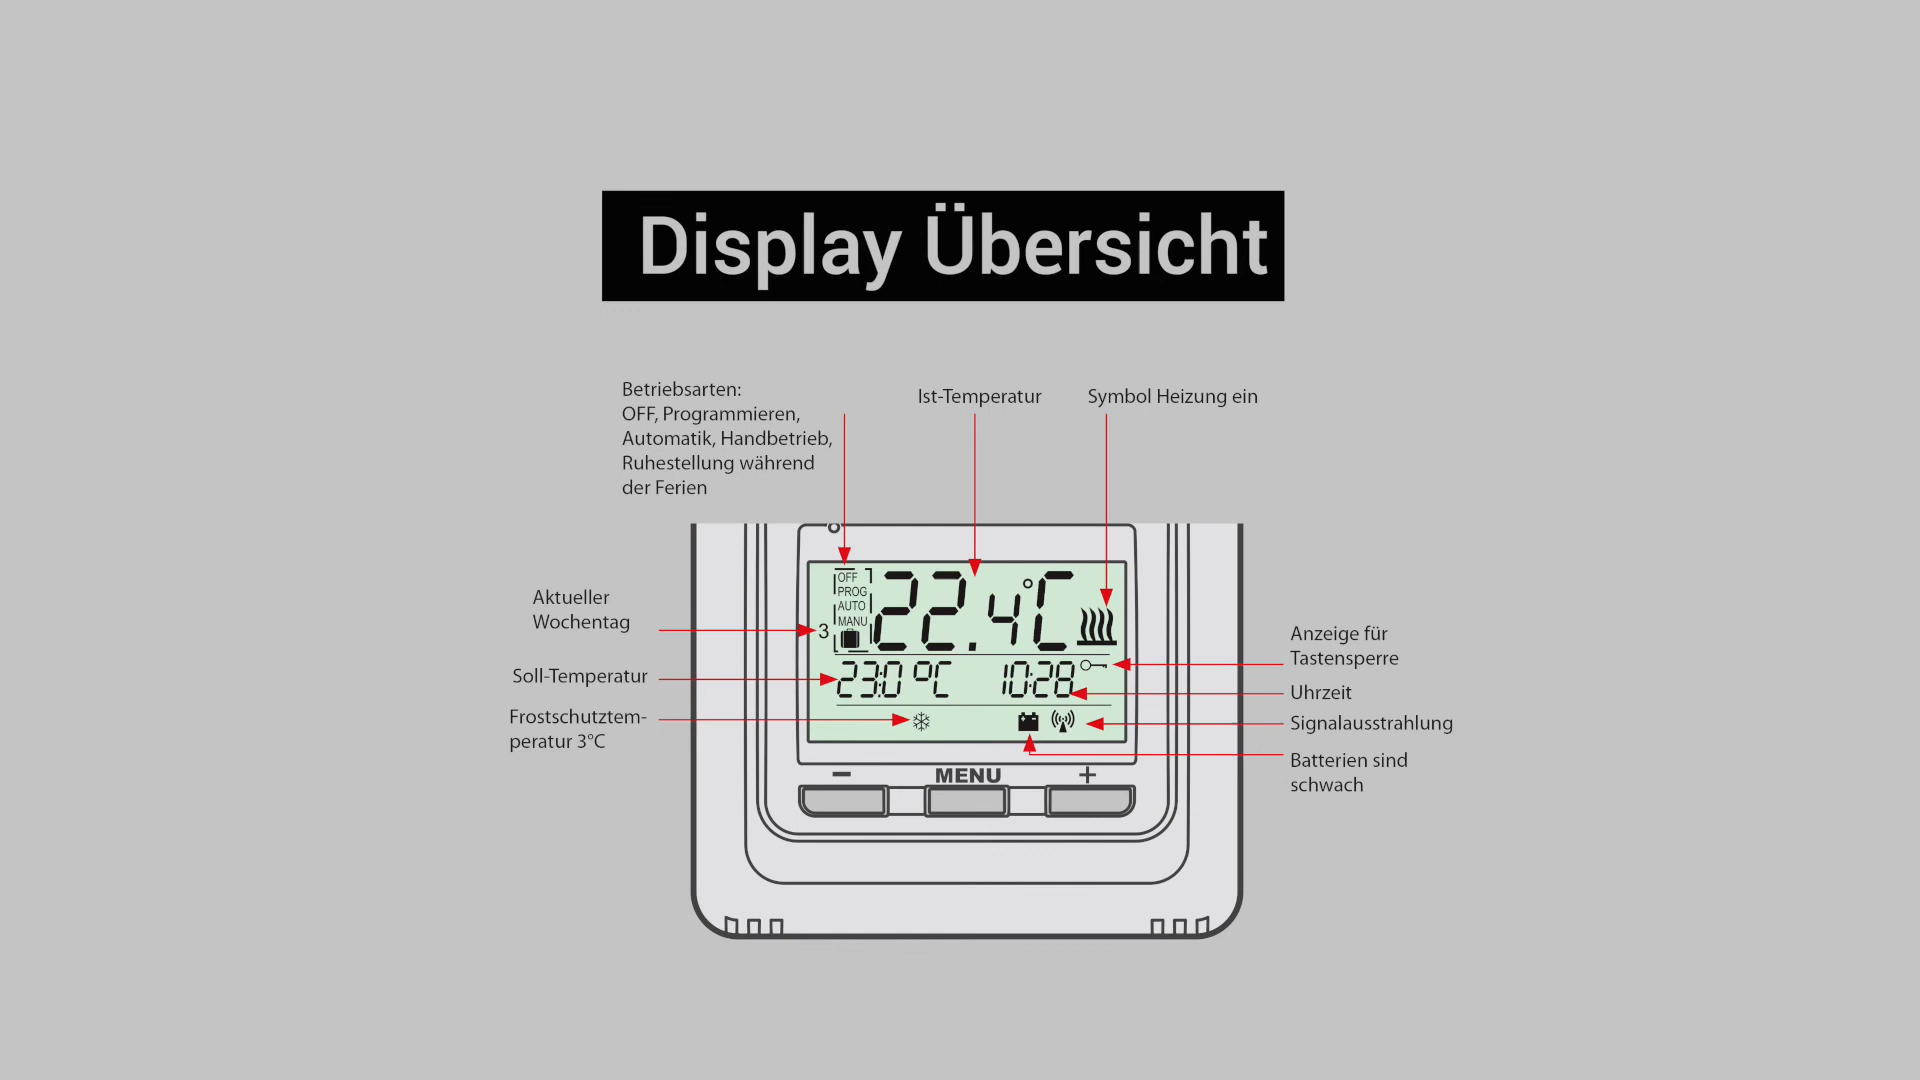 Display Übersicht
Betriebsarten:
OFF, Programmieren,
Automatik, Handbetrieb,
Ruhestellung während
der Ferien
Ist-Temperatur
Symbol Heizung ein
Aktueller
Wochentag
Soll-Temperatur
Frostschutztem-
peratur 3°C
OFF
PROG
AUTO
MANU
3
22.4°C
23:0 °C
10:28
Anzeige für
Tastensperre
Uhrzeit
Signalausstrahlung
Batterien sind
schwach
− MENU +